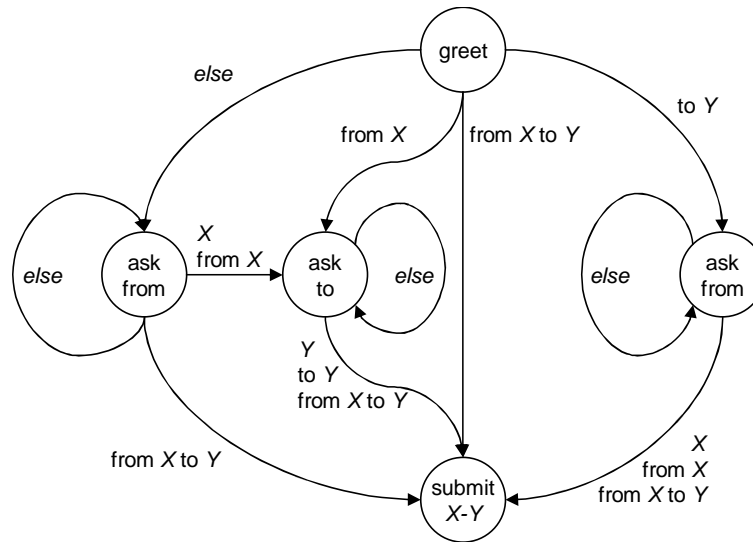 greet
else
to Y
from X
from X to Y
X
from X
ask
from
else
ask
to
else
else
ask
from
Y
to Y
from X to Y
from X to Y
X
from X
from X to Y
submit
X-Y